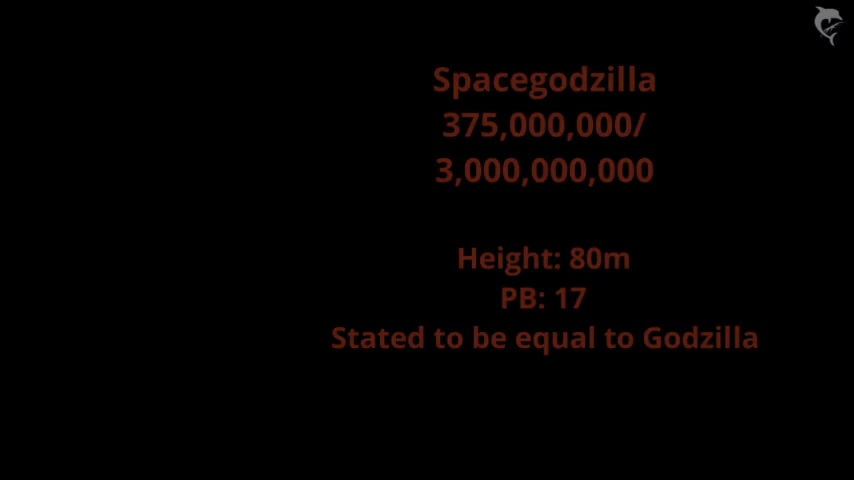 Spacegodzilla
375,000,000/
3,000,000,000
Height: 80m
PB: 17
Stated to be equal to Godzilla